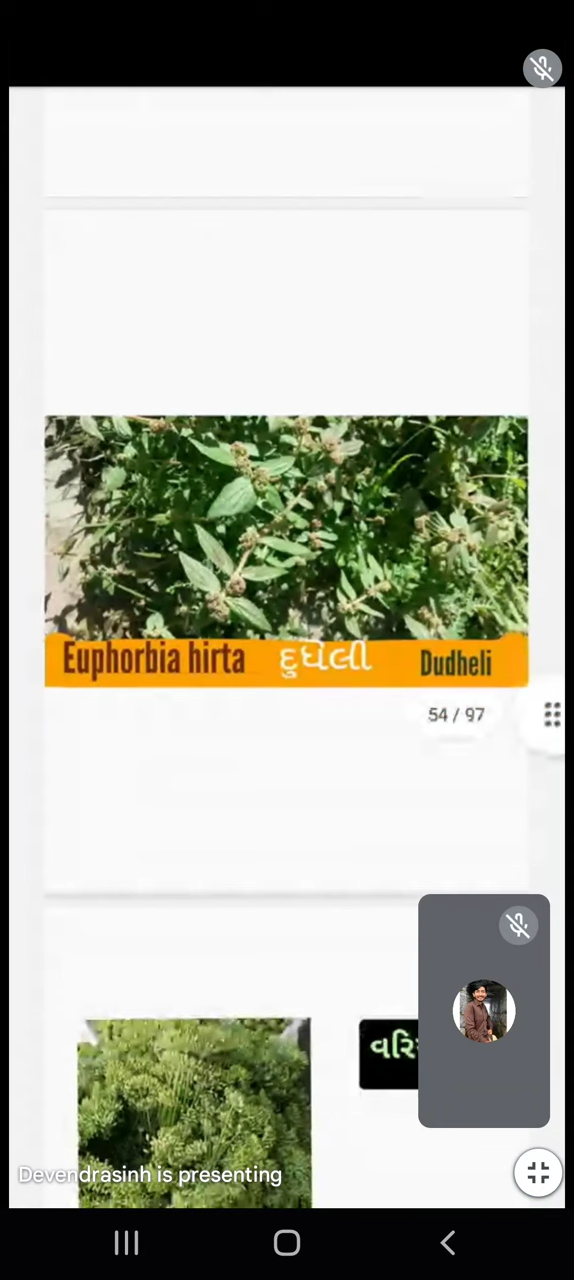 Euphorbia hirta દુધેલી Dudheli
54 / 97
Devendrasinh is presenting